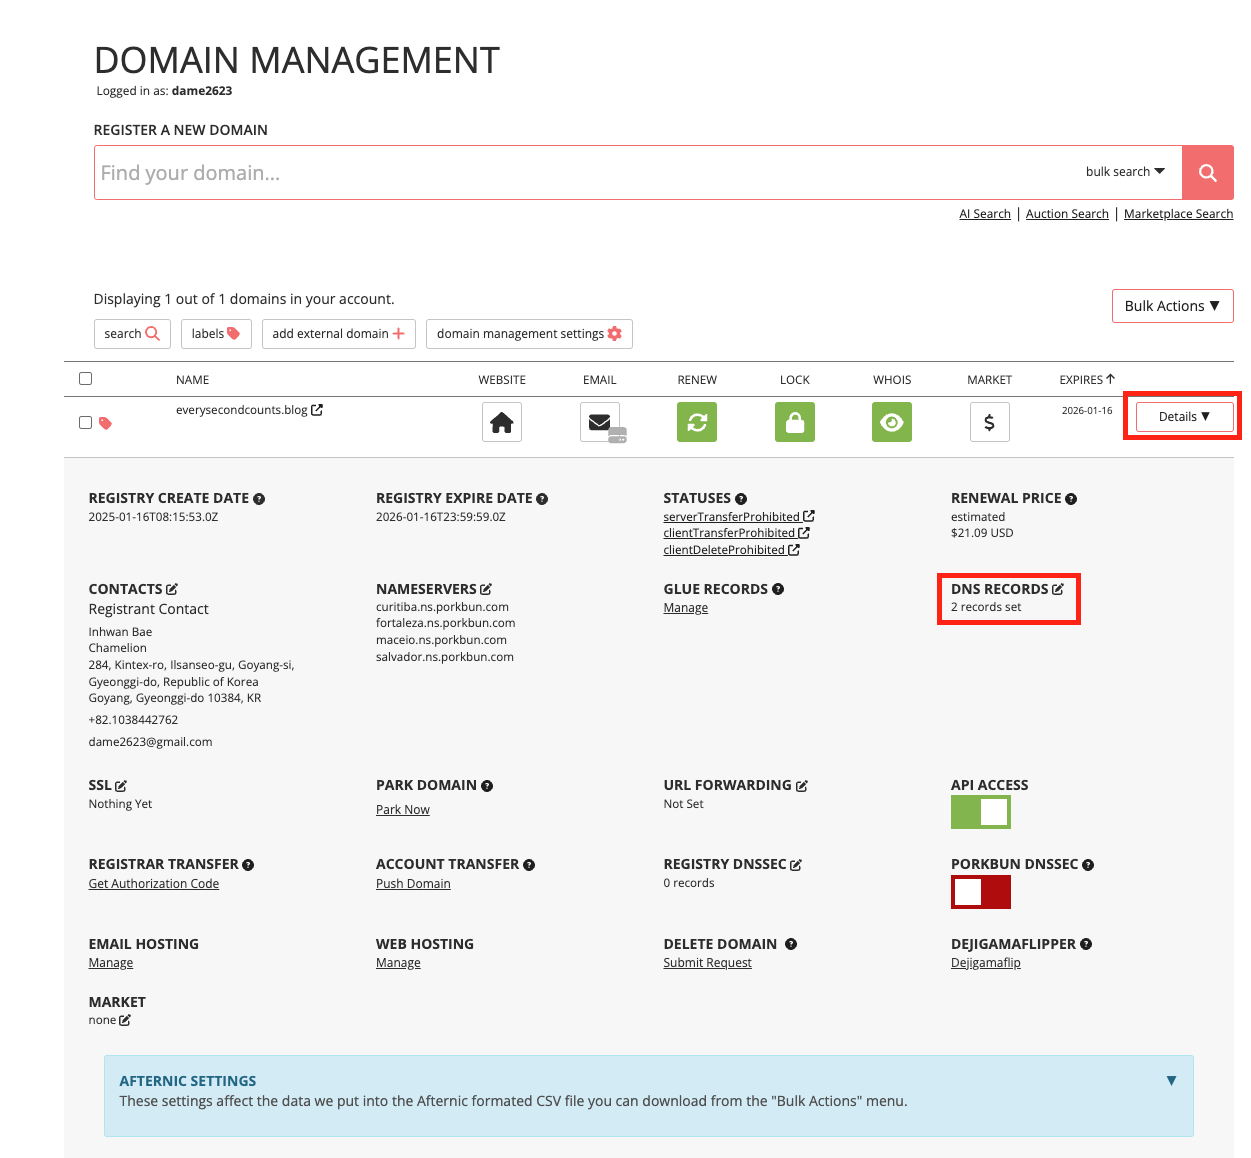 DOMAIN MANAGEMENT
Logged in as: dame2623
REGISTER A NEW DOMAIN
Find your domain...
bulk search
AI Search | Auction Search | Marketplace Search
Displaying 1 out of 1 domains in your account.
Bulk Actions ▼
search
labels
add external domain
domain management settings
NAME
WEBSITE
EMAIL
RENEW
LOCK
WHOIS
MARKET
EXPIRES
everysecondcounts.blog
$
2026-01-16
Details ▼
REGISTRY CREATE DATE
2025-01-16T08:15:53.0Z
REGISTRY EXPIRE DATE
2026-01-16T23:59:59.0Z
STATUSES
serverTransferProhibited
clientTransferProhibited
clientDeleteProhibited
RENEWAL PRICE
estimated
$21.09 USD
CONTACTS
Registrant Contact
Inhwan Bae
Chamelion
284, Kintex-ro, Ilsanseo-gu, Goyang-si,
Gyeonggi-do, Republic of Korea
Goyang, Gyeonggi-do 10384, KR
+82.1038442762
dame2623@gmail.com
NAMESERVERS
curitiba.ns.porkbun.com
fortaleza.ns.porkbun.com
maceio.ns.porkbun.com
salvador.ns.porkbun.com
GLUE RECORDS
Manage
DNS RECORDS
2 records set
SSL
Nothing Yet
PARK DOMAIN
Park Now
URL FORWARDING
Not Set
API ACCESS
REGISTRAR TRANSFER
Get Authorization Code
ACCOUNT TRANSFER
Push Domain
REGISTRY DNSSEC
0 records
PORKBUN DNSSEC
EMAIL HOSTING
Manage
WEB HOSTING
Manage
DELETE DOMAIN
Submit Request
DEJIGAMAFLIPPER
Dejigamaflip
MARKET
none
AFTERNIC SETTINGS
▼
These settings affect the data we put into the Afternic formated CSV file you can download from the "Bulk Actions" menu.